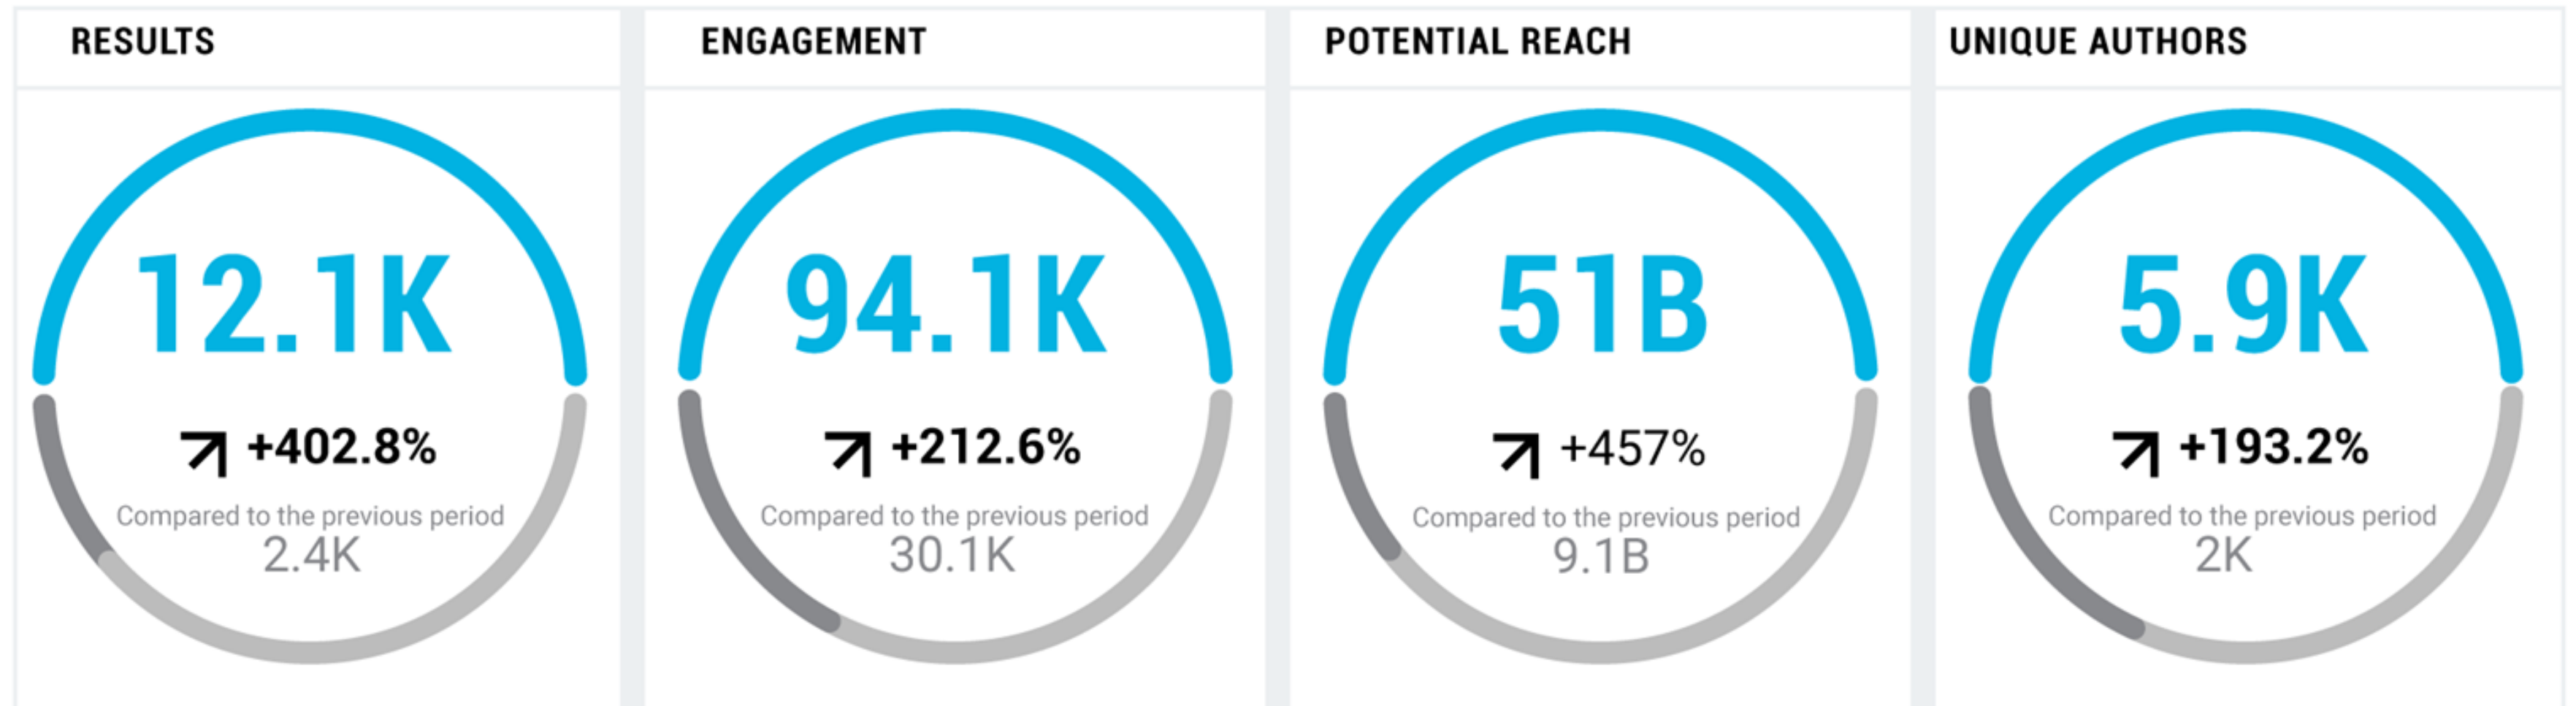 RESULTS
12.1K
+402.8%
Compared to the previous period
2.4K
ENGAGEMENT
94.1K
+212.6%
Compared to the previous period
30.1K
POTENTIAL REACH
51B
+457%
Compared to the previous period
9.1B
UNIQUE AUTHORS
5.9K
+193.2%
Compared to the previous period
2K